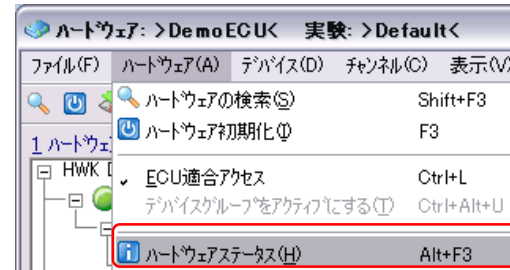 ハードウェア: >DemoECU<　実験: >Default<
ファイル(F)　ハードウェア(A)　デバイス(D)　チャンネル(C)　表示(V)
ハードウェアの検索(S)　Shift+F3
ハードウェア初期化(I)　F3
1 ハードウェ
HWK
ECU適合アクセス　Ctrl+L
デバイスグループをアクティブにする(T)　Ctrl+Alt+U
ハードウェアステータス(H)　Alt+F3